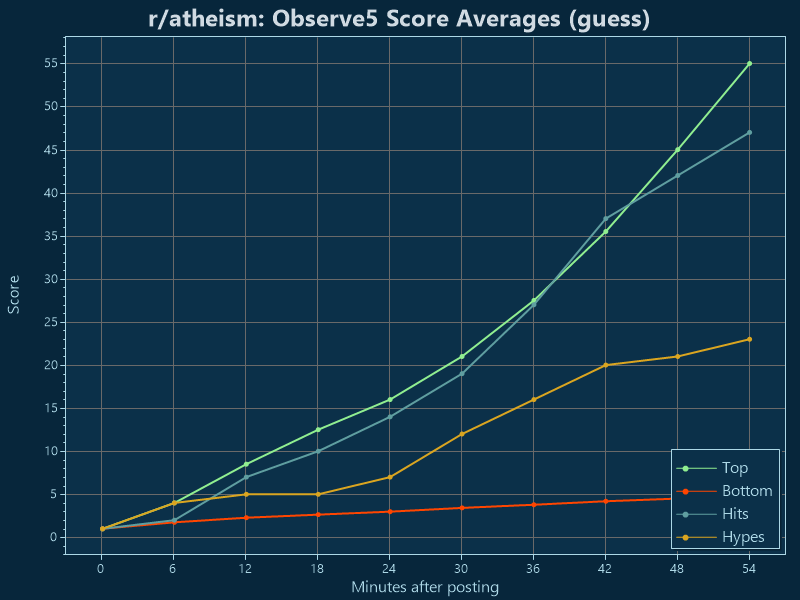 r/atheism: Observe5 Score Averages (guess)
55
50
45
40
35
30
25
20
15
10
5
0
Score
Top
Bottom
Hits
Hypes
0 6 12 18 24 30 36 42 48 54
Minutes after posting